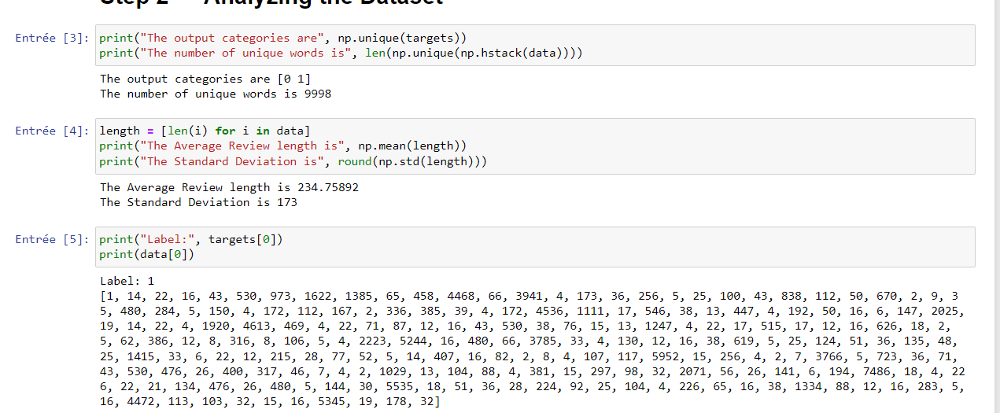 Step 2 — Analyzing the Dataset
Entrée [3]: print("The output categories are", np.unique(targets))
print("The number of unique words is", len(np.unique(np.hstack(data))))
The output categories are [0 1]
The number of unique words is 9998
Entrée [4]: length = [len(i) for i in data]
print("The Average Review length is", np.mean(length))
print("The Standard Deviation is", round(np.std(length)))
The Average Review length is 234.75892
The Standard Deviation is 173
Entrée [5]: print("Label:", targets[0])
print(data[0])
Label: 1
[1, 14, 22, 16, 43, 530, 973, 1622, 1385, 65, 458, 4468, 66, 3941, 4, 173, 36, 256, 5, 25, 100, 43, 838, 112, 50, 670, 2, 9, 3
5, 480, 284, 5, 150, 4, 172, 112, 167, 2, 336, 385, 39, 4, 172, 4536, 1111, 17, 546, 38, 13, 447, 4, 192, 50, 16, 6, 147, 2025,
19, 14, 22, 4, 1920, 4613, 469, 4, 22, 71, 87, 12, 16, 43, 530, 38, 76, 15, 13, 1247, 4, 22, 17, 515, 17, 12, 16, 626, 18, 2,
5, 62, 386, 12, 8, 316, 8, 106, 5, 4, 2223, 5244, 16, 480, 66, 3785, 33, 4, 130, 12, 16, 38, 619, 5, 25, 124, 51, 36, 135, 48,
25, 1415, 33, 6, 22, 12, 215, 28, 77, 52, 5, 14, 407, 16, 82, 2, 8, 4, 107, 117, 5952, 15, 256, 4, 2, 7, 3766, 5, 723, 36, 71,
43, 530, 476, 26, 400, 317, 46, 7, 4, 2, 1029, 13, 104, 88, 4, 381, 15, 297, 98, 32, 2071, 56, 26, 141, 6, 194, 7486, 18, 4, 22
6, 22, 21, 134, 476, 26, 480, 5, 144, 30, 5535, 18, 51, 36, 28, 224, 92, 25, 104, 4, 226, 65, 16, 38, 1334, 88, 12, 16, 283, 5,
16, 4472, 113, 103, 32, 15, 16, 5345, 19, 178, 32]